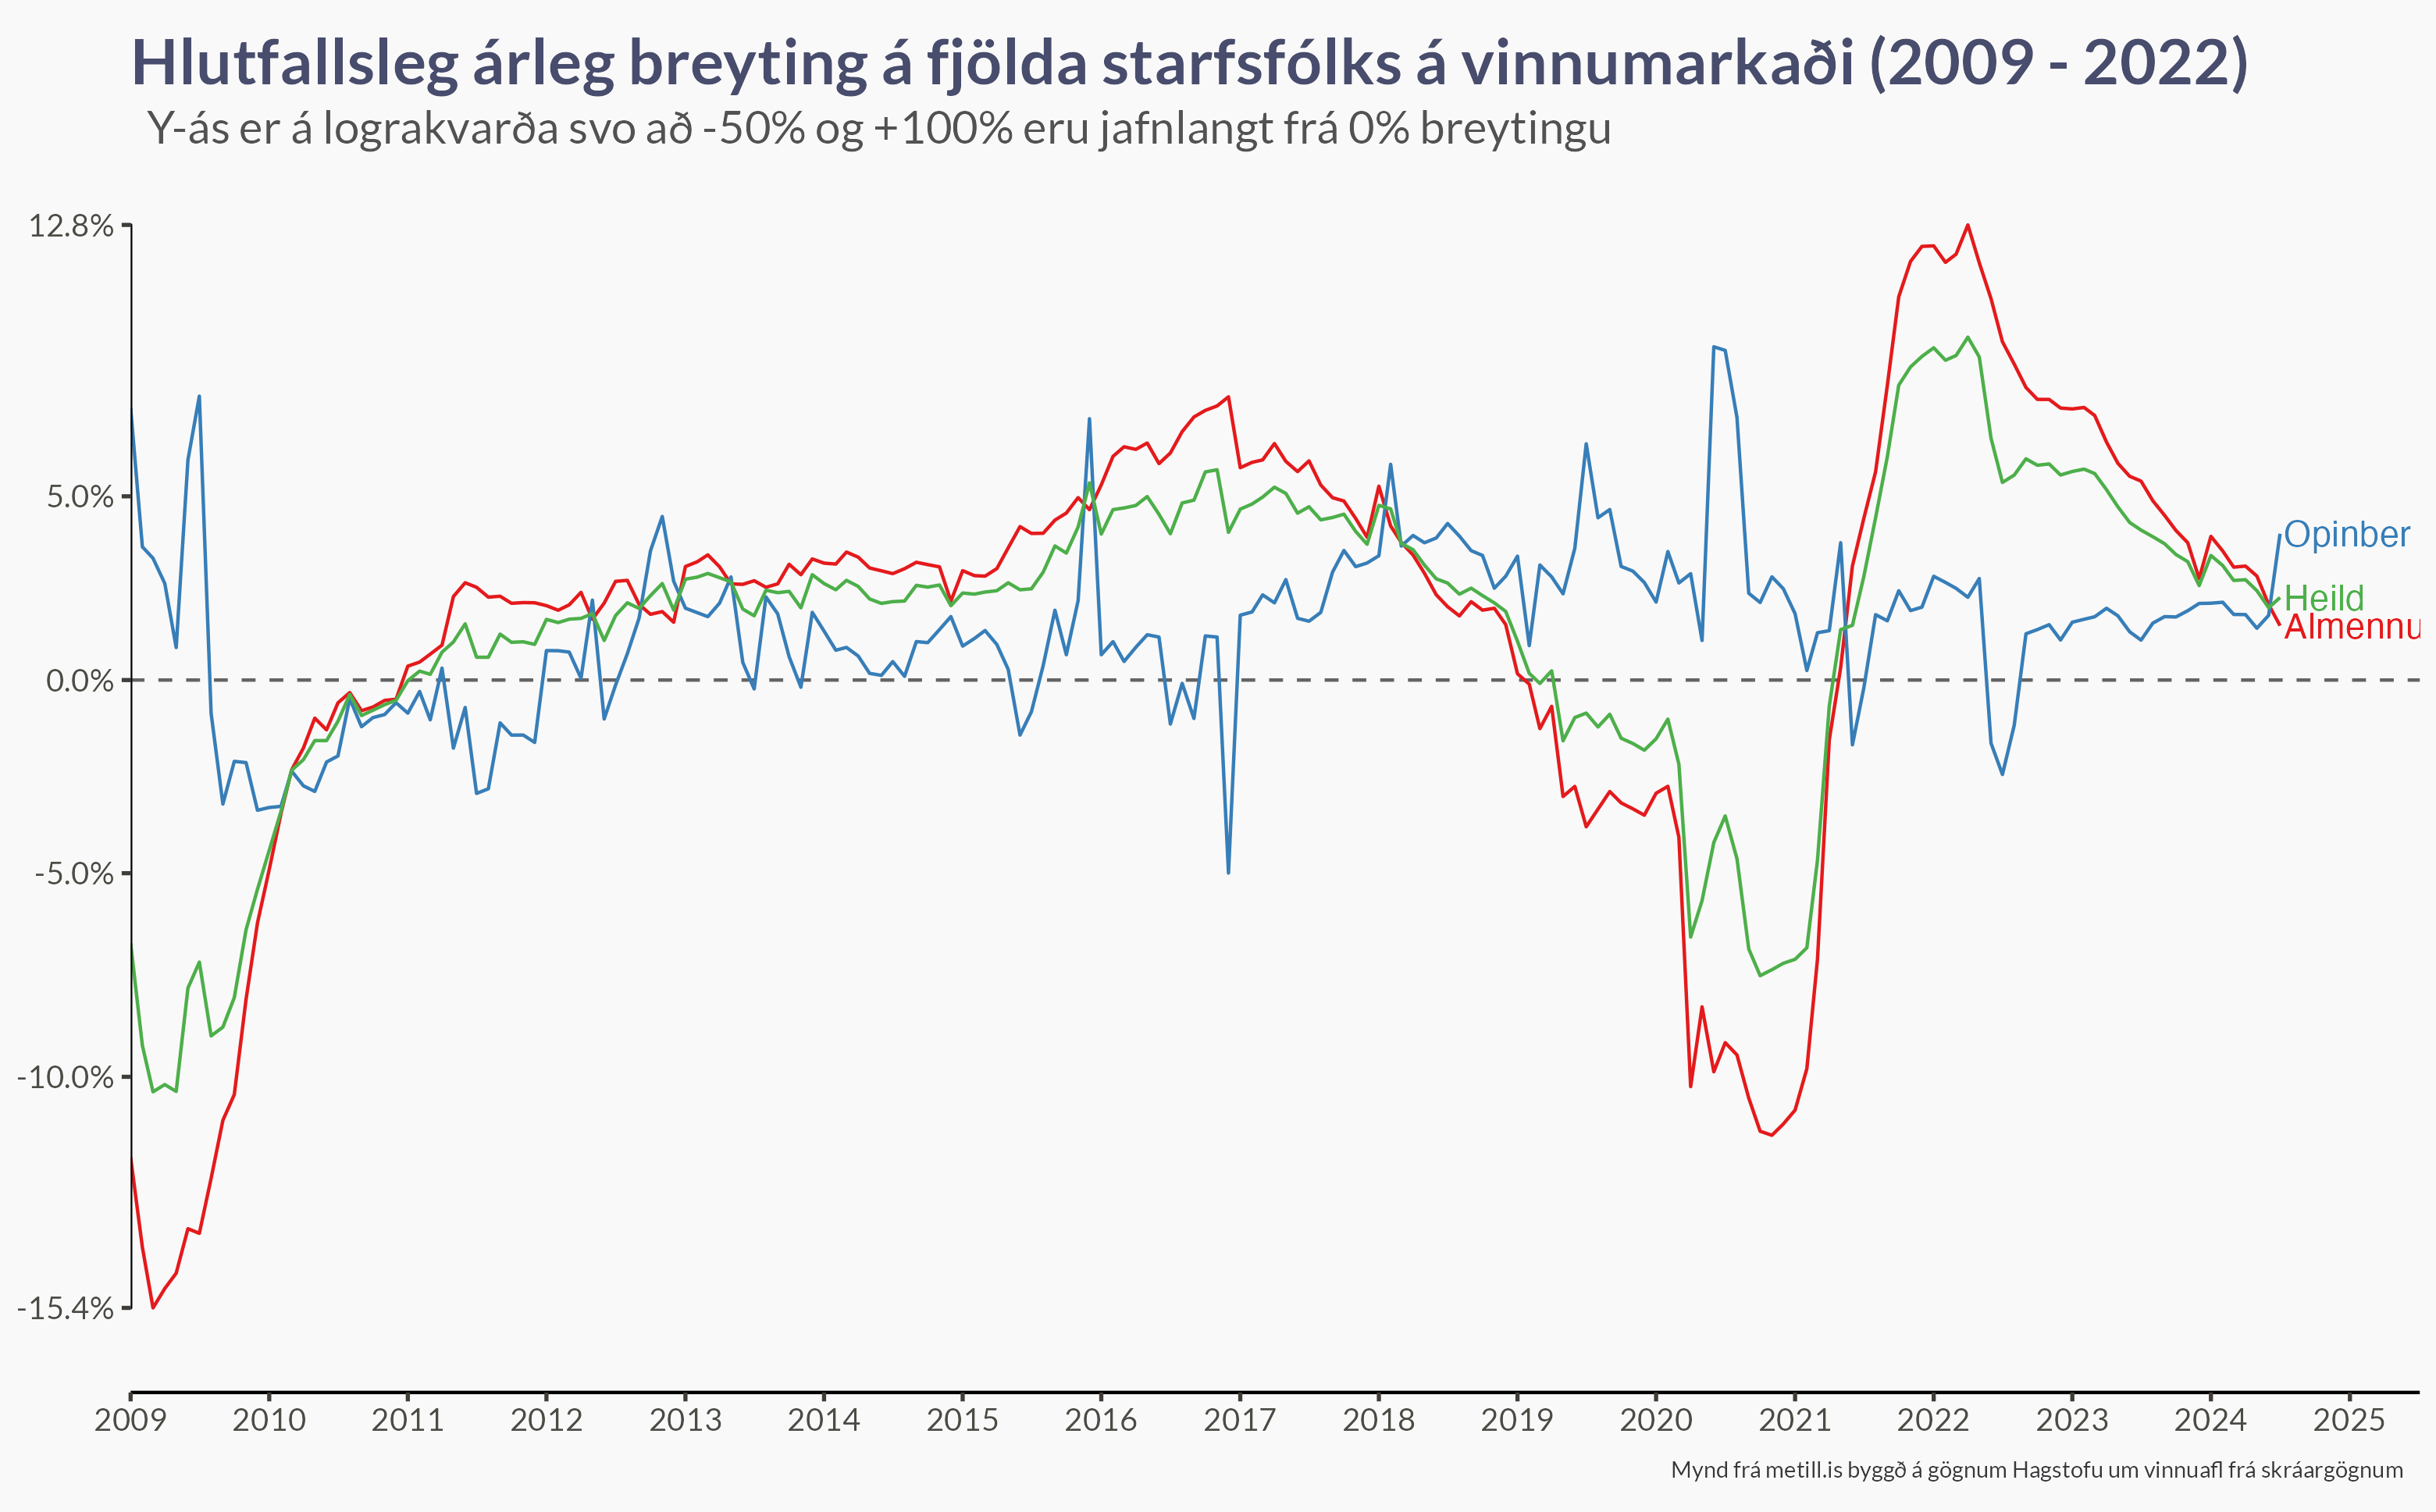 Hlutfallsleg árleg breyting á fjölda starfsfólks á vinnumarkaði (2009 - 2022)
Y-ás er á lograkvarða svo að -50% og +100% eru jafnlangt frá 0% breytingu
12.8%
5.0%
0.0%
-5.0%
-10.0%
-15.4%
Opinber
Heild
Almennu
2009 2010 2011 2012 2013 2014 2015 2016 2017 2018 2019 2020 2021 2022 2023 2024 2025
Mynd frá metill.is byggð á gögnum Hagstofu um vinnuafl frá skráargögnum